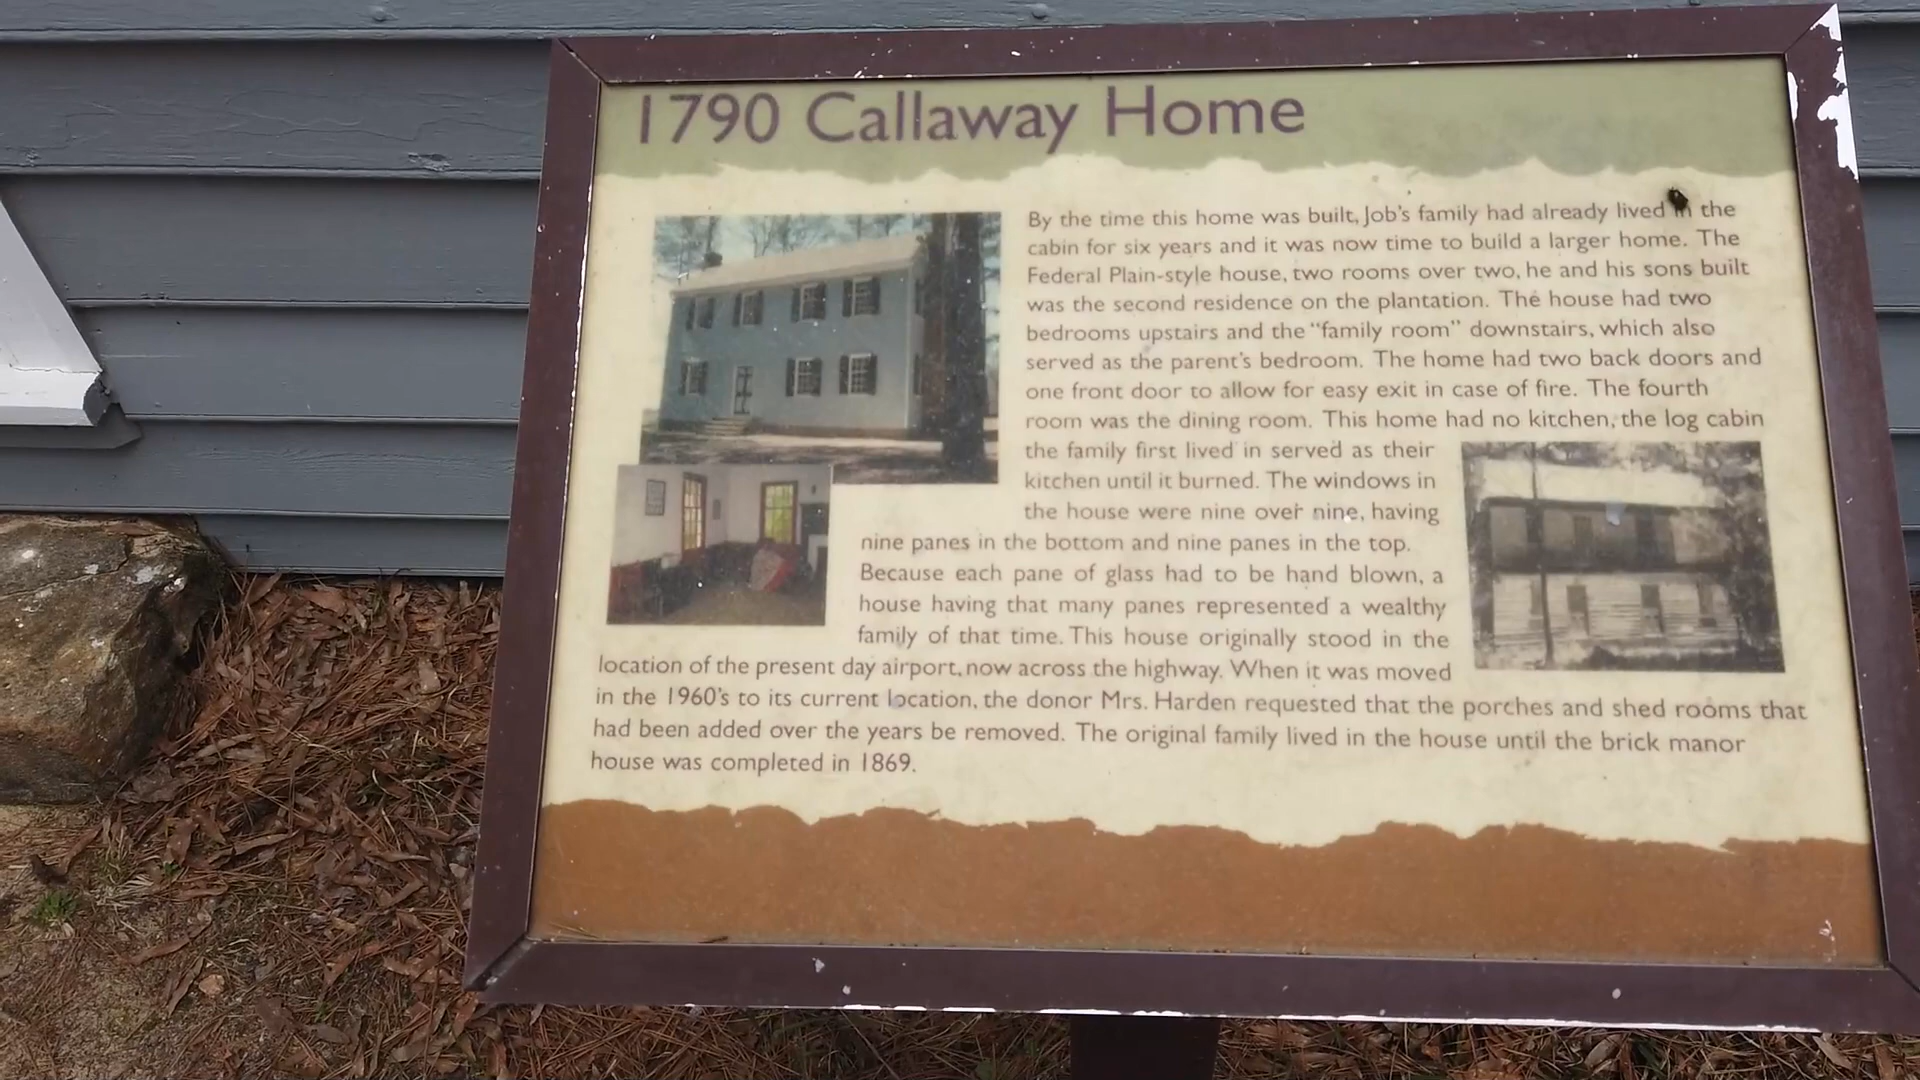 1790 Callaway Home
By the time this home was built, Job's family had already lived in the
cabin for six years and it was now time to build a larger home. The
Federal Plain-style house, two rooms over two, he and his sons built
was the second residence on the plantation. The house had two
bedrooms upstairs and the "family room" downstairs, which also
served as the parent's bedroom. The home had two back doors and
one front door to allow for easy exit in case of fire. The fourth
room was the dining room. This home had no kitchen, the log cabin
the family first lived in served as their
kitchen until it burned. The windows in
the house were nine over nine, having
nine panes in the bottom and nine panes in the top.
Because each pane of glass had to be hand blown, a
house having that many panes represented a wealthy
family of that time. This house originally stood in the
location of the present day airport, now across the highway. When it was moved
in the 1960's to its current location, the donor Mrs. Harden requested that the porches and shed rooms that
had been added over the years be removed. The original family lived in the house until the brick manor
house was completed in 1869.